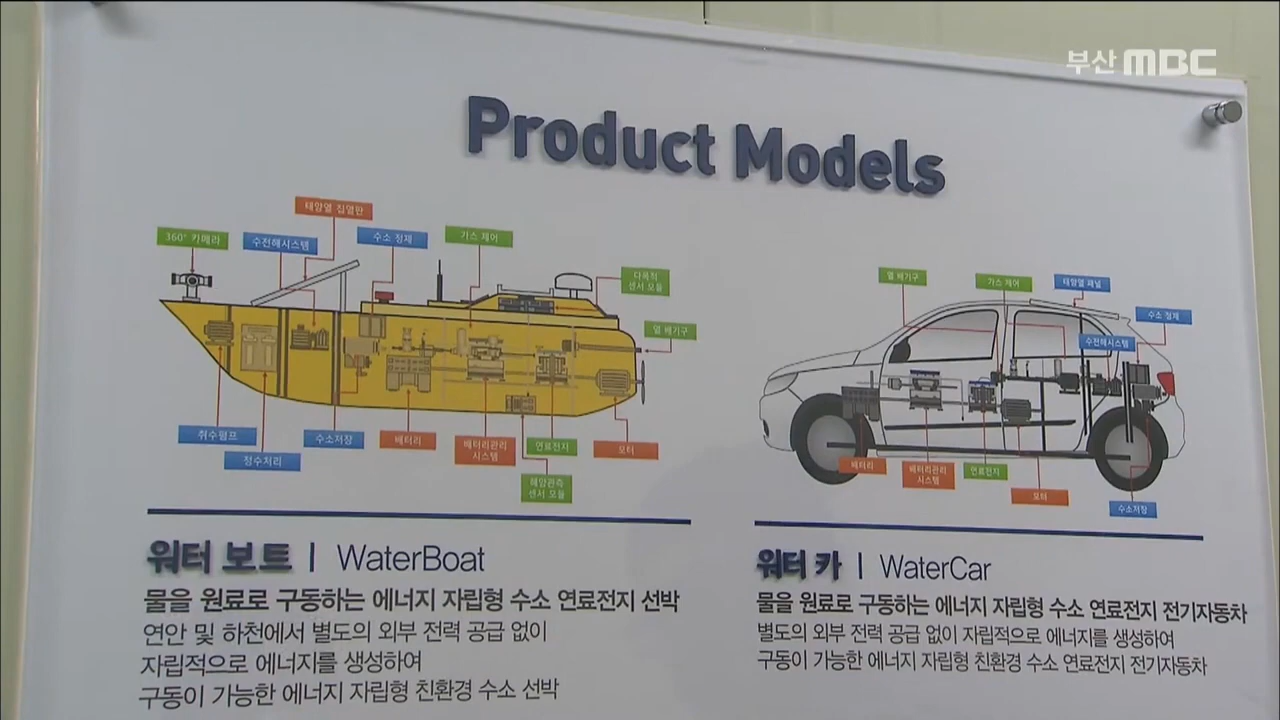 부산 MBC
Product Models
태양열 집열판
360° 카메라
수전해시스템
수소 정제
가스 제어
다목적
센서 모듈
열 배기구
취수펌프
정수처리
수소저장
배터리
배터리관리
시스템
연료전지
모터
해양관측
센서 모듈
열 배기구
가스 제어
태양열 패널
수소 정제
수전해시스템
배터리
배터리관리
시스템
연료전지
모터
수소저장
워터 보트 | WaterBoat
물을 원료로 구동하는 에너지 자립형 수소 연료전지 선박
연안 및 하천에서 별도의 외부 전력 공급 없이
자립적으로 에너지를 생성하여
구동이 가능한 에너지 자립형 친환경 수소 선박
워터 카 | WaterCar
물을 원료로 구동하는 에너지 자립형 수소 연료전지 전기자동차
별도의 외부 전력 공급 없이 자립적으로 에너지를 생성하여
구동이 가능한 에너지 자립형 친환경 수소 연료전지 전기자동차